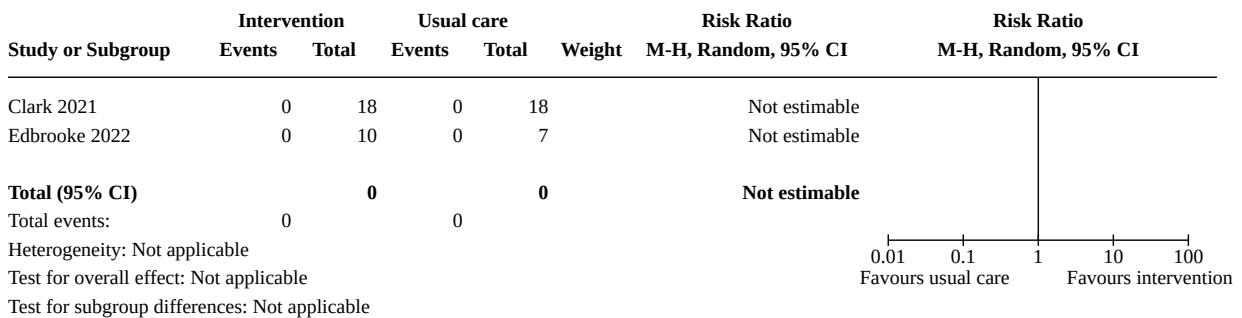 Intervention Usual care Risk Ratio Risk Ratio
Study or Subgroup Events Total Events Total Weight M-H, Random, 95% CI M-H, Random, 95% CI
Clark 2021 0 18 0 18 Not estimable
Edbrooke 2022 0 10 0 7 Not estimable
Total (95% CI) 0 0 Not estimable
Total events: 0 0
Heterogeneity: Not applicable
Test for overall effect: Not applicable
Test for subgroup differences: Not applicable
0.01 0.1 1 10 100
Favours usual care Favours intervention